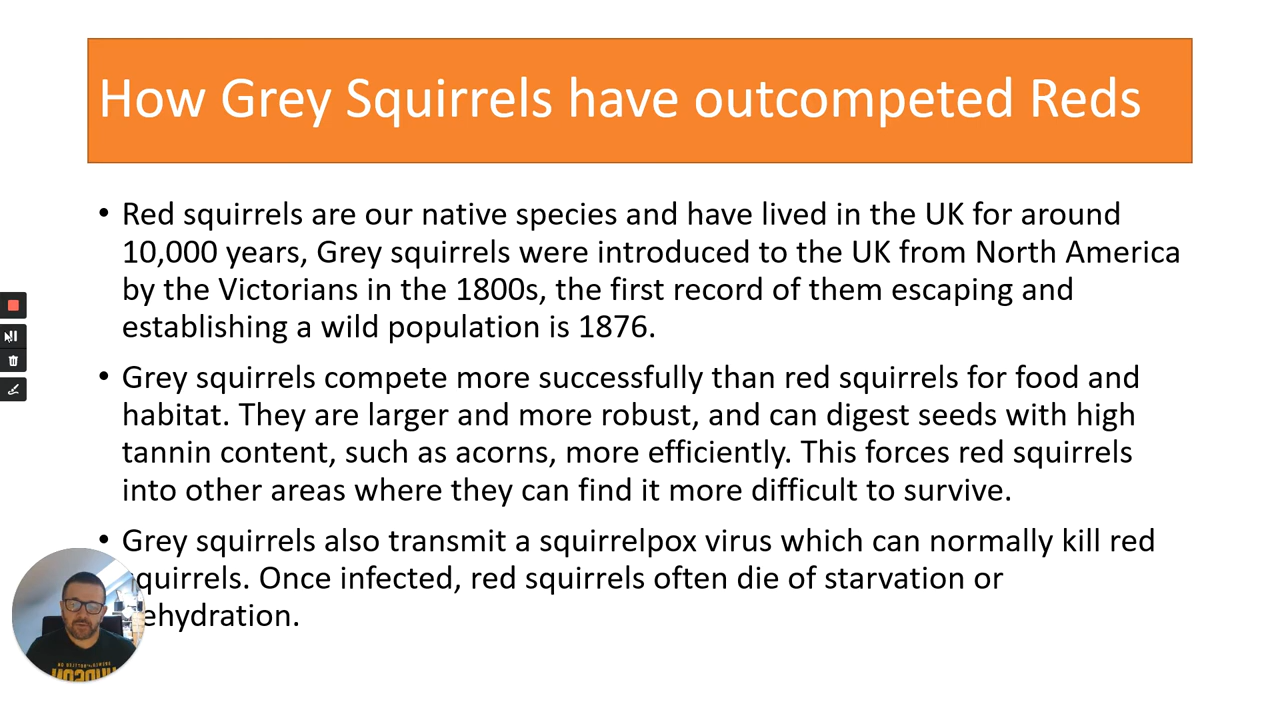 How Grey Squirrels have outcompeted Reds
• Red squirrels are our native species and have lived in the UK for around
10,000 years, Grey squirrels were introduced to the UK from North America
by the Victorians in the 1800s, the first record of them escaping and
establishing a wild population is 1876.
• Grey squirrels compete more successfully than red squirrels for food and
habitat. They are larger and more robust, and can digest seeds with high
tannin content, such as acorns, more efficiently. This forces red squirrels
into other areas where they can find it more difficult to survive.
• Grey squirrels also transmit a squirrelpox virus which can normally kill red
quirrels. Once infected, red squirrels often die of starvation or
ehydration.